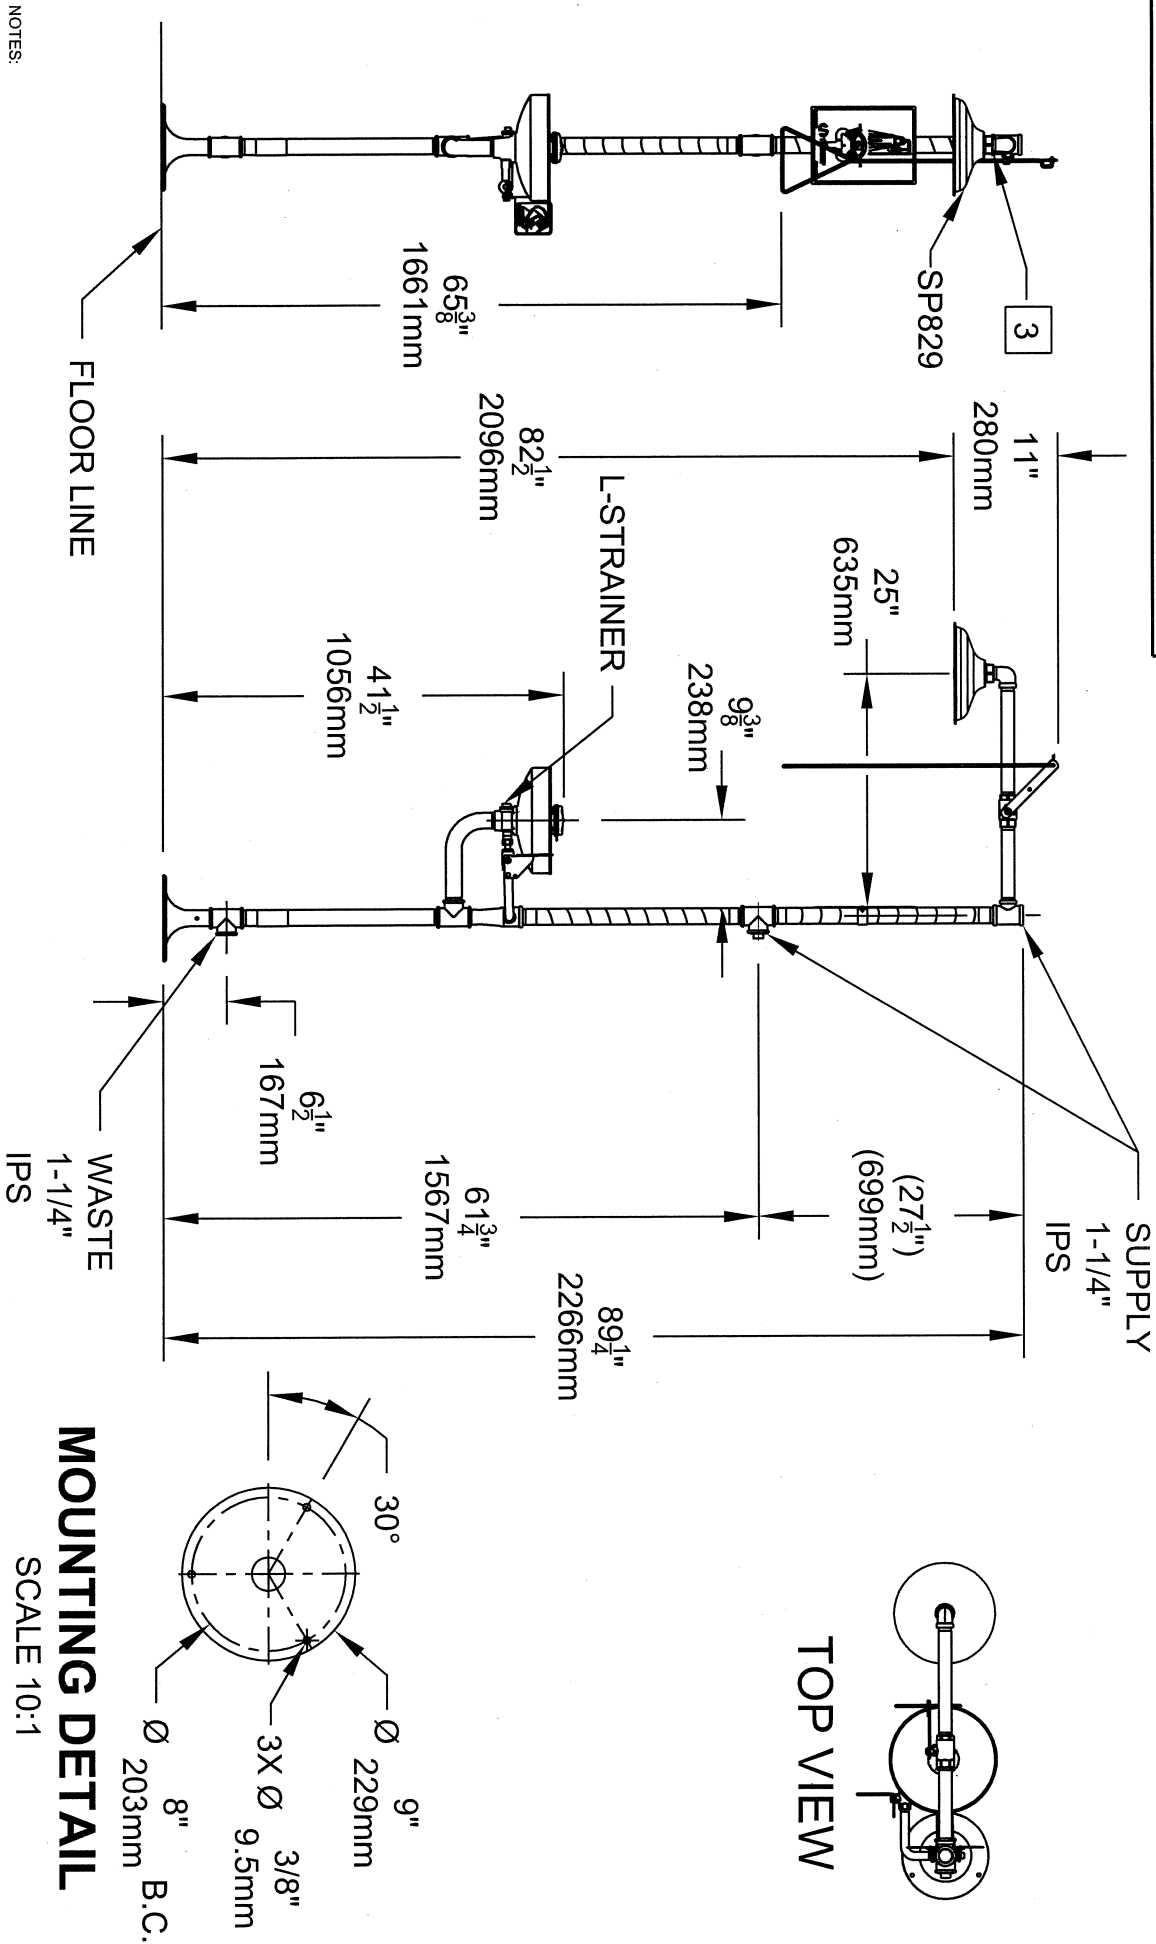 3
SP829
65 3/8"
1661mm
FLOOR LINE
11"
280mm
82 1/2"
2096mm
25"
635mm
L-STRAINER
9 3/8"
238mm
41 1/2"
1056mm
SUPPLY
1-1/4"
IPS
(27 1/2")
(699mm)
6 1/2"
167mm
61 3/4"
1567mm
WASTE
1-1/4"
IPS
89 1/4"
2266mm
TOP VIEW
30°
Ø 9"
229mm
3X Ø 3/8"
9.5mm
Ø 8"
203mm B.C.
MOUNTING DETAIL
SCALE 10:1
NOTES: